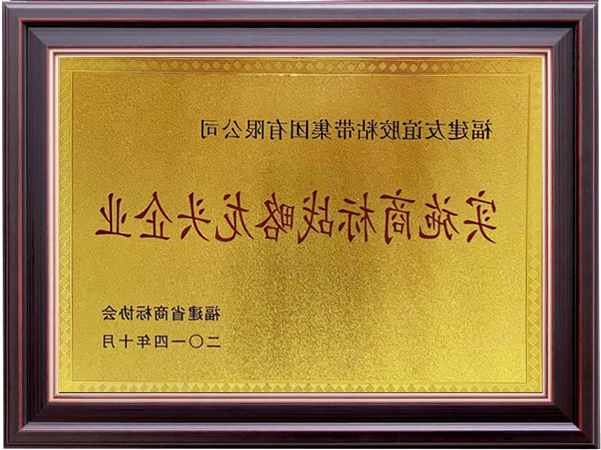 福建友谊胶粘带集团有限公司
实施商标战略龙头企业
福建省商标协会
二〇一四年十月